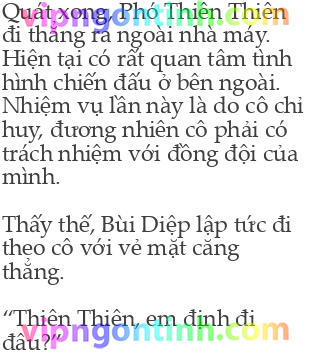 Quát xong, Phó Thiên Thiên
đi thẳng ra ngoài nhà máy.
Hiện tại có rất quan tâm tình
hình chiến đấu ở bên ngoài.
Nhiệm vụ lần này là do cô chỉ
huy, đương nhiên cô phải có
trách nhiệm với đồng đội của
mình.
Thấy thế, Bùi Diệp lập tức đi
theo cô với vẻ mặt căng
thẳng.
“Thiên Thiên, em định đi
đâu?”
vipngontinh.com
vipngontinh.com